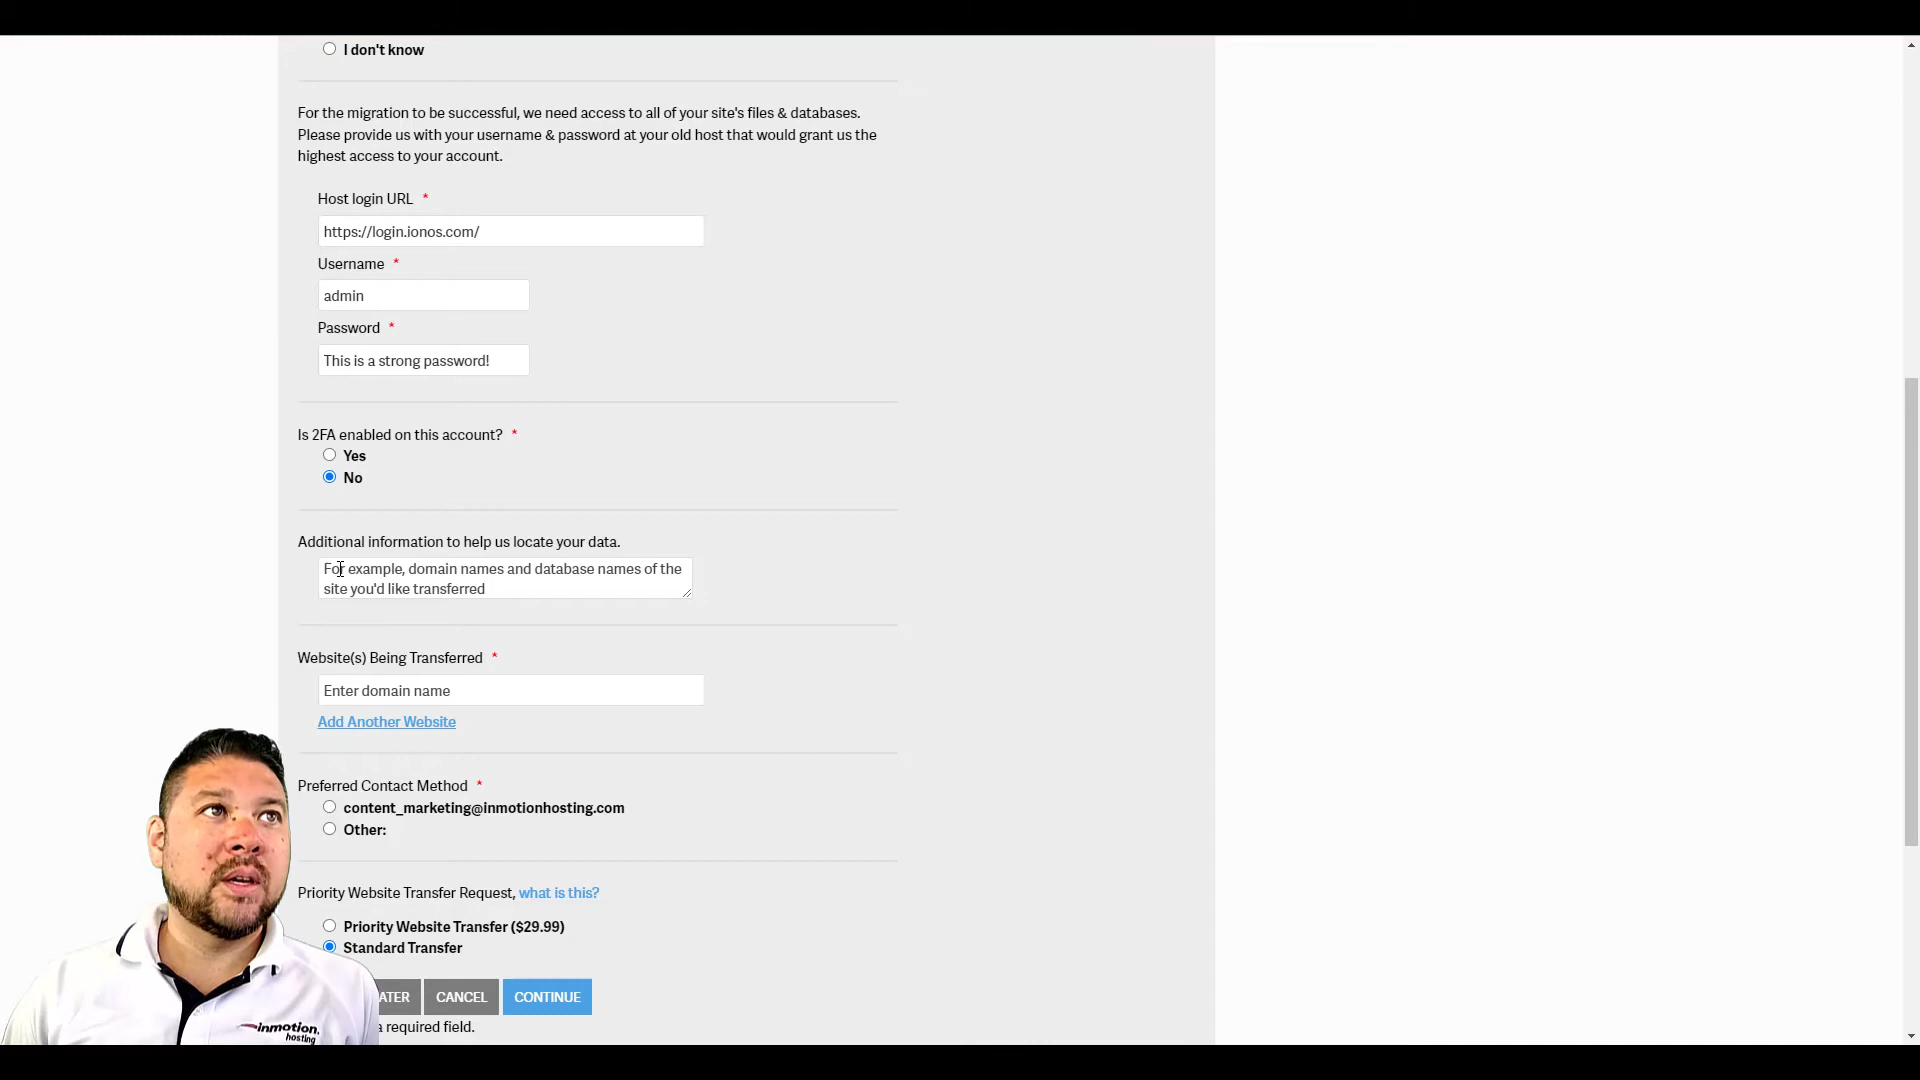 I don't know
For the migration to be successful, we need access to all of your site's files & databases.
Please provide us with your username & password at your old host that would grant us the
highest access to your account.
Host login URL *
https://login.ionos.com/
Username *
admin
Password *
This is a strong password!
Is 2FA enabled on this account? *
Yes
No
Additional information to help us locate your data.
For example, domain names and database names of the
site you'd like transferred
Website(s) Being Transferred *
Enter domain name
Add Another Website
Preferred Contact Method *
content_marketing@inmotionhosting.com
Other:
Priority Website Transfer Request, what is this?
Priority Website Transfer ($29.99)
Standard Transfer
ATER CANCEL CONTINUE
a required field.
inmotion
hosting